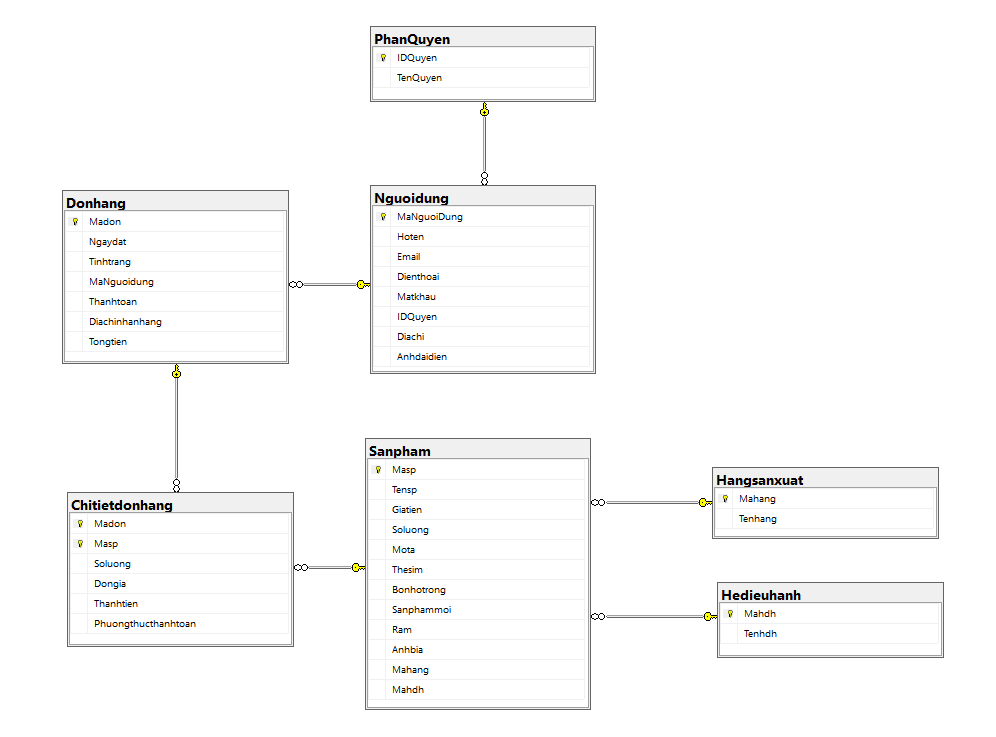 PhanQuyen
IDQuyen
TenQuyen
Donhang
Madon
Ngaydat
Tinhtrang
MaNguoidung
Thanhtoan
Diachinhanhang
Tongtien
Nguoidung
MaNguoiDung
Hoten
Email
Dienthoai
Matkhau
IDQuyen
Diachi
Anhdaidien
Chitietdonhang
Madon
Masp
Soluong
Dongia
Thanhtien
Phuongthucthanhtoan
Sanpham
Masp
Tensp
Giatien
Soluong
Mota
Thesim
Bonhotrong
Sanphammoi
Ram
Anhbia
Mahang
Mahdh
Hangsanxuat
Mahang
Tenhang
Hedieuhanh
Mahdh
Tenhdh